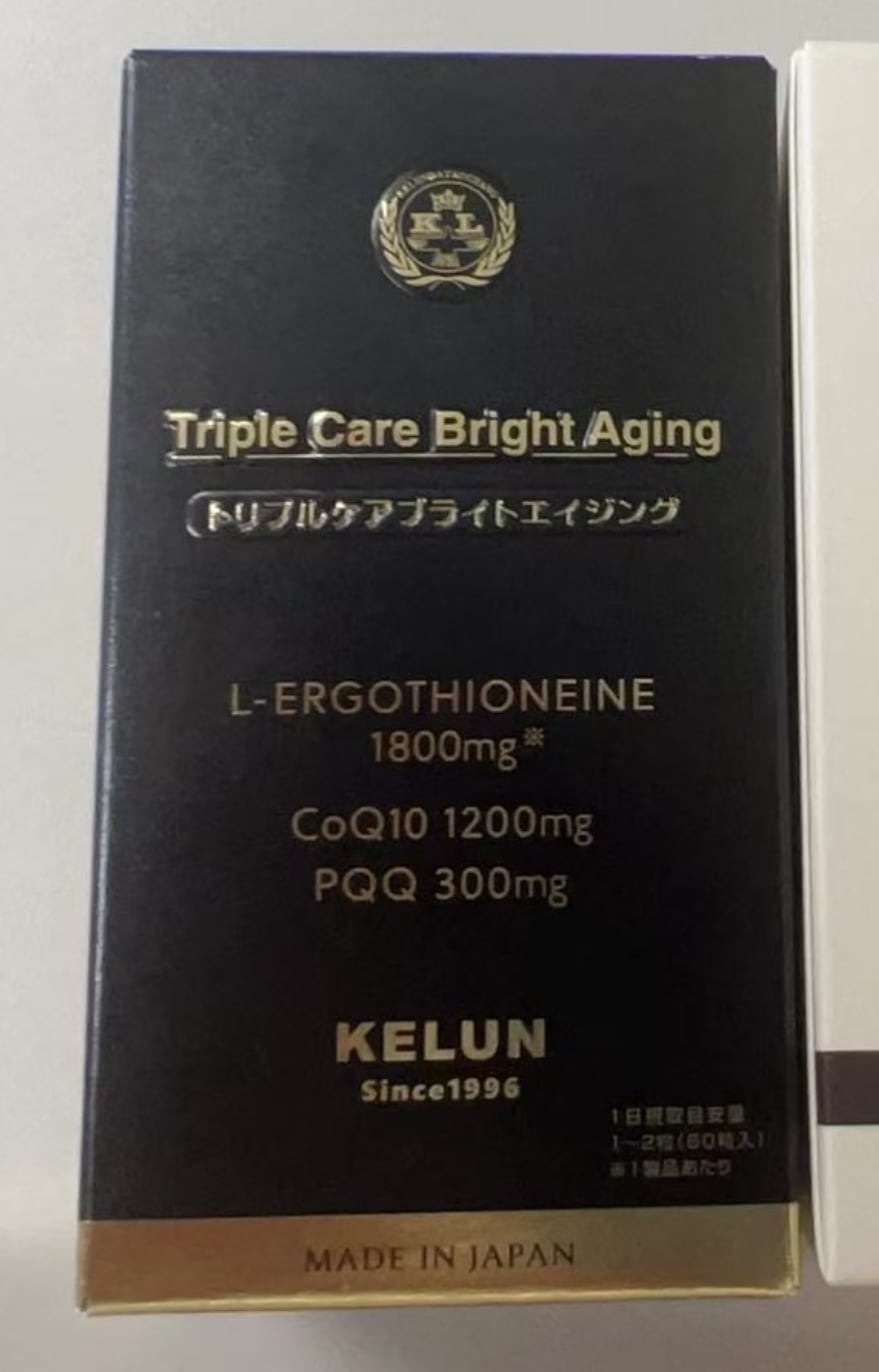 K L
Triple Care Bright Aging
トリプルケアブライトエイジング
L-ERGOTHIONEINE
1800mg※
CoQ10 1200mg
PQQ 300mg
KELUN
Since1996
1日摂取目安量
1~2粒(60粒入)
※1製品あたり
MADE IN JAPAN